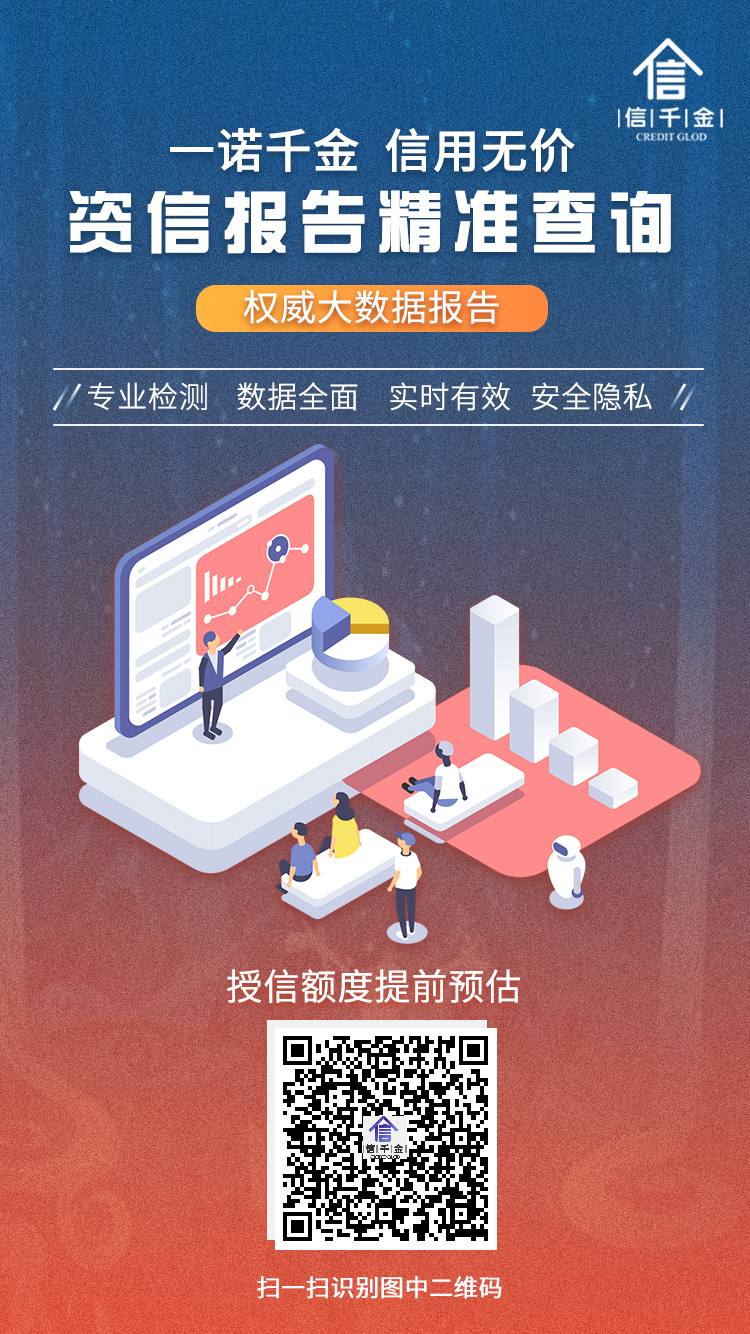 信
信千金
CREDIT GLOD
一诺千金 信用无价
资信报告精准查询
权威大数据报告
专业检测 数据全面 实时有效 安全隐私
授信额度提前预估
信
信千金
扫一扫识别图中二维码